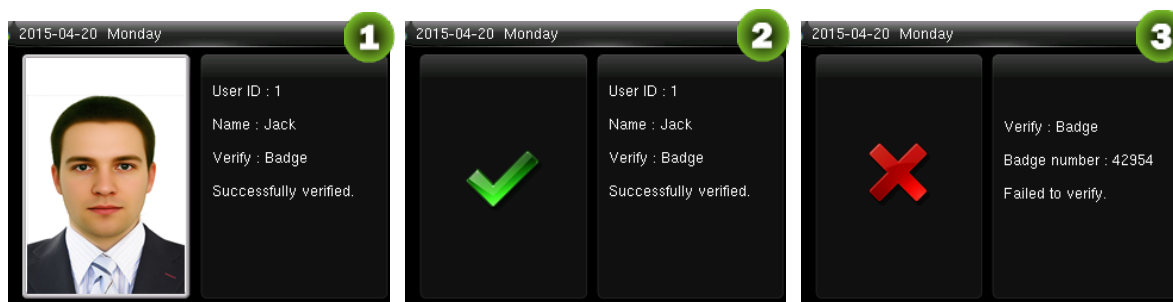 2015-04-20 Monday
1
User ID : 1
Name : Jack
Verify : Badge
Successfully verified.
2015-04-20 Monday
2
User ID : 1
Name : Jack
Verify : Badge
Successfully verified.
2015-04-20 Monday
3
Verify : Badge
Badge number : 42954
Failed to verify.